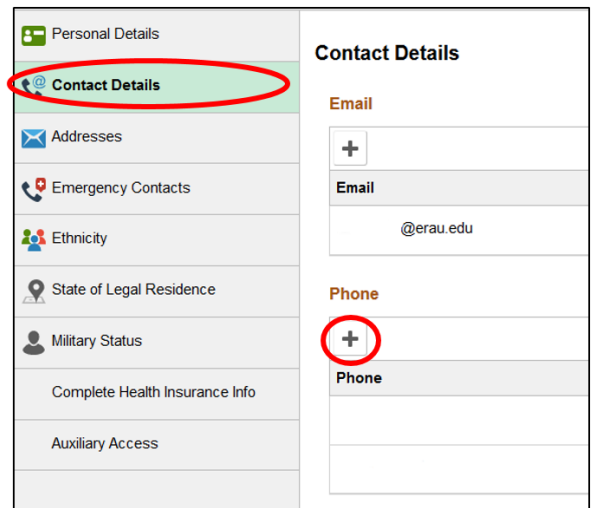 Personal Details
Contact Details
Addresses
Emergency Contacts
Ethnicity
State of Legal Residence
Military Status
Complete Health Insurance Info
Auxiliary Access
Contact Details
Email
+
Email
@erau.edu
Phone
+
Phone